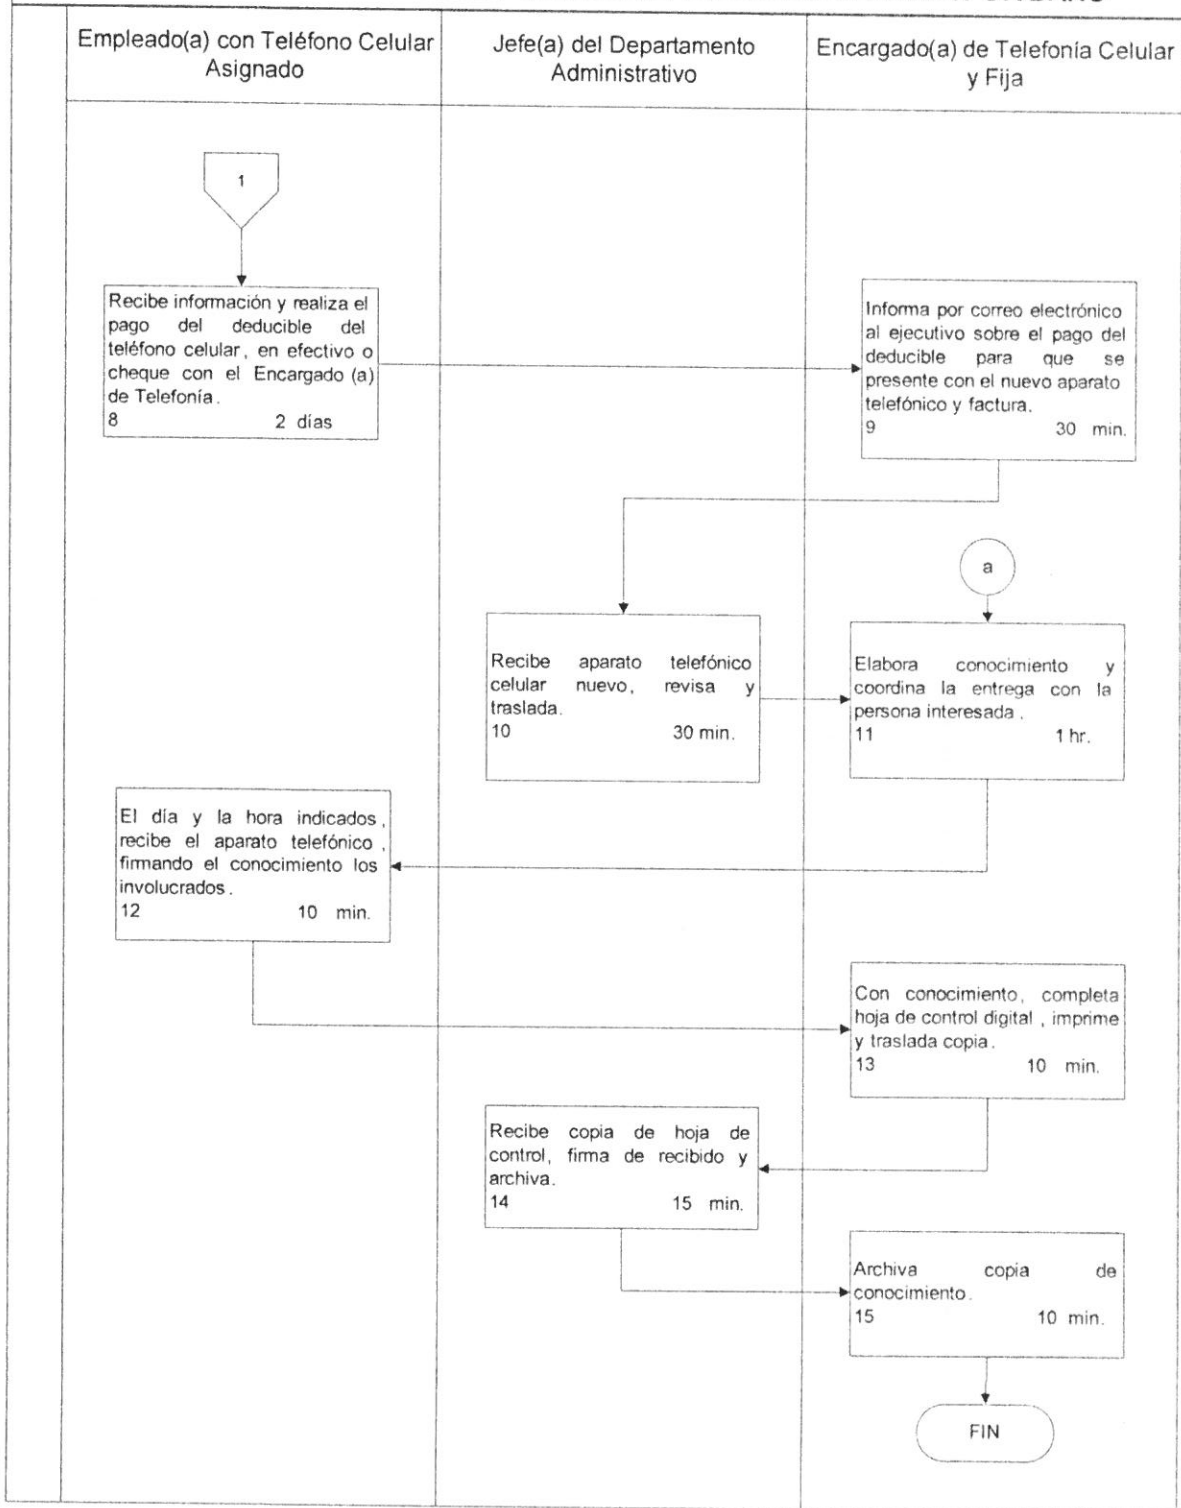 Empleado(a) con Teléfono Celular
Asignado
Jefe(a) del Departamento
Administrativo
Encargado(a) de Telefonía Celular
y Fija
1
Recibe información y realiza el
pago del deducible del
teléfono celular, en efectivo o
cheque con el Encargado (a)
de Telefonía.
8 2 días
Informa por correo electrónico
al ejecutivo sobre el pago del
deducible para que se
presente con el nuevo aparato
telefónico y factura.
9 30 min.
a
Recibe aparato telefónico
celular nuevo, revisa y
traslada.
10 30 min.
Elabora conocimiento y
coordina la entrega con la
persona interesada.
11 1 hr.
El día y la hora indicados,
recibe el aparato telefónico,
firmando el conocimiento los
involucrados.
12 10 min.
Con conocimiento, completa
hoja de control digital, imprime
y traslada copia.
13 10 min.
Recibe copia de hoja de
control, firma de recibido y
archiva.
14 15 min.
Archiva copia de
conocimiento.
15 10 min.
FIN